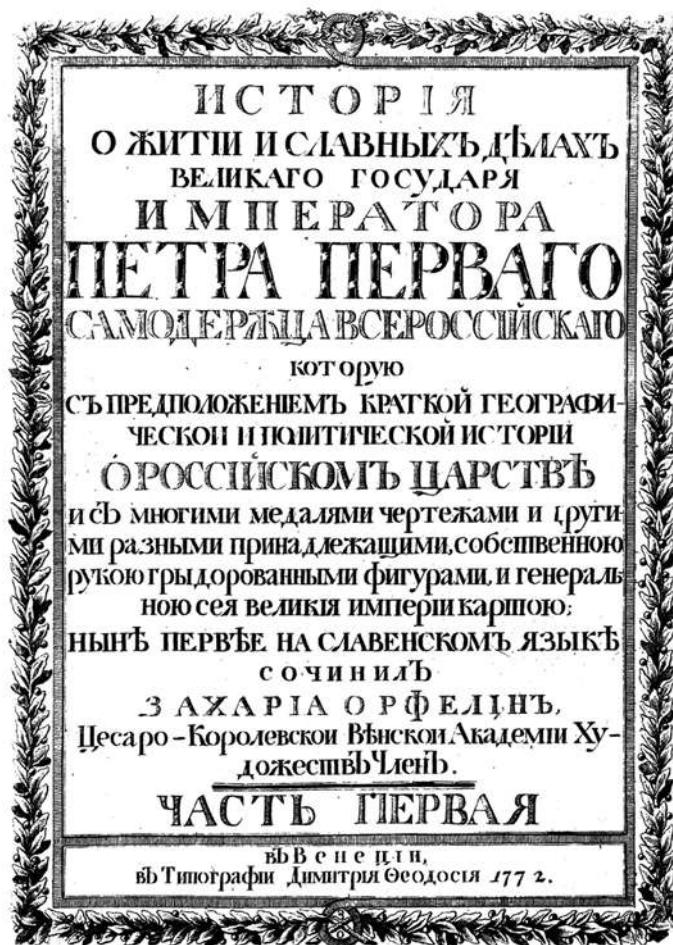 ИСТОРІЯ
О ЖИТІИ И СЛАВНЫХЪ ДѢЛАХЪ
ВЕЛИКАГО ГОСУДАРЯ
ИМПЕРАТОРА
ПЕТРА ПЕРВАГО
САМОДЕРЖЦА ВСЕРОССІЙСКАГО
которую
СЪ ПРЕДПОЛОЖЕНІЕМЪ КРАТКОЙ ГЕОГРАФИ-
ЧЕСКОИ И ПОЛИТИЧЕСКОЙ ИСТОРІИ
О РОССІЙСКОМЪ ЦАРСТВѢ
и съ многими медалями чертежами и други-
ми разными принадлежащими, собственною
рукою грыдорованными фигурами, и генераль
ною сея великія имперіи картою;
НЫНѢ ПЕРВѢЕ НА СЛАВЕНСКОМЪ ЯЗЫКѢ
СОЧИНИЛЪ
ЗАХАРІА ОРФЕЛІНЪ,
Цесаро-Королевскои Вѣнскои Академіи Ху-
дожествъ Членъ.
ЧАСТЬ ПЕРВАЯ
въ Венеціи,
въ Типографіи Димитрія Ѳеодосія 1772.